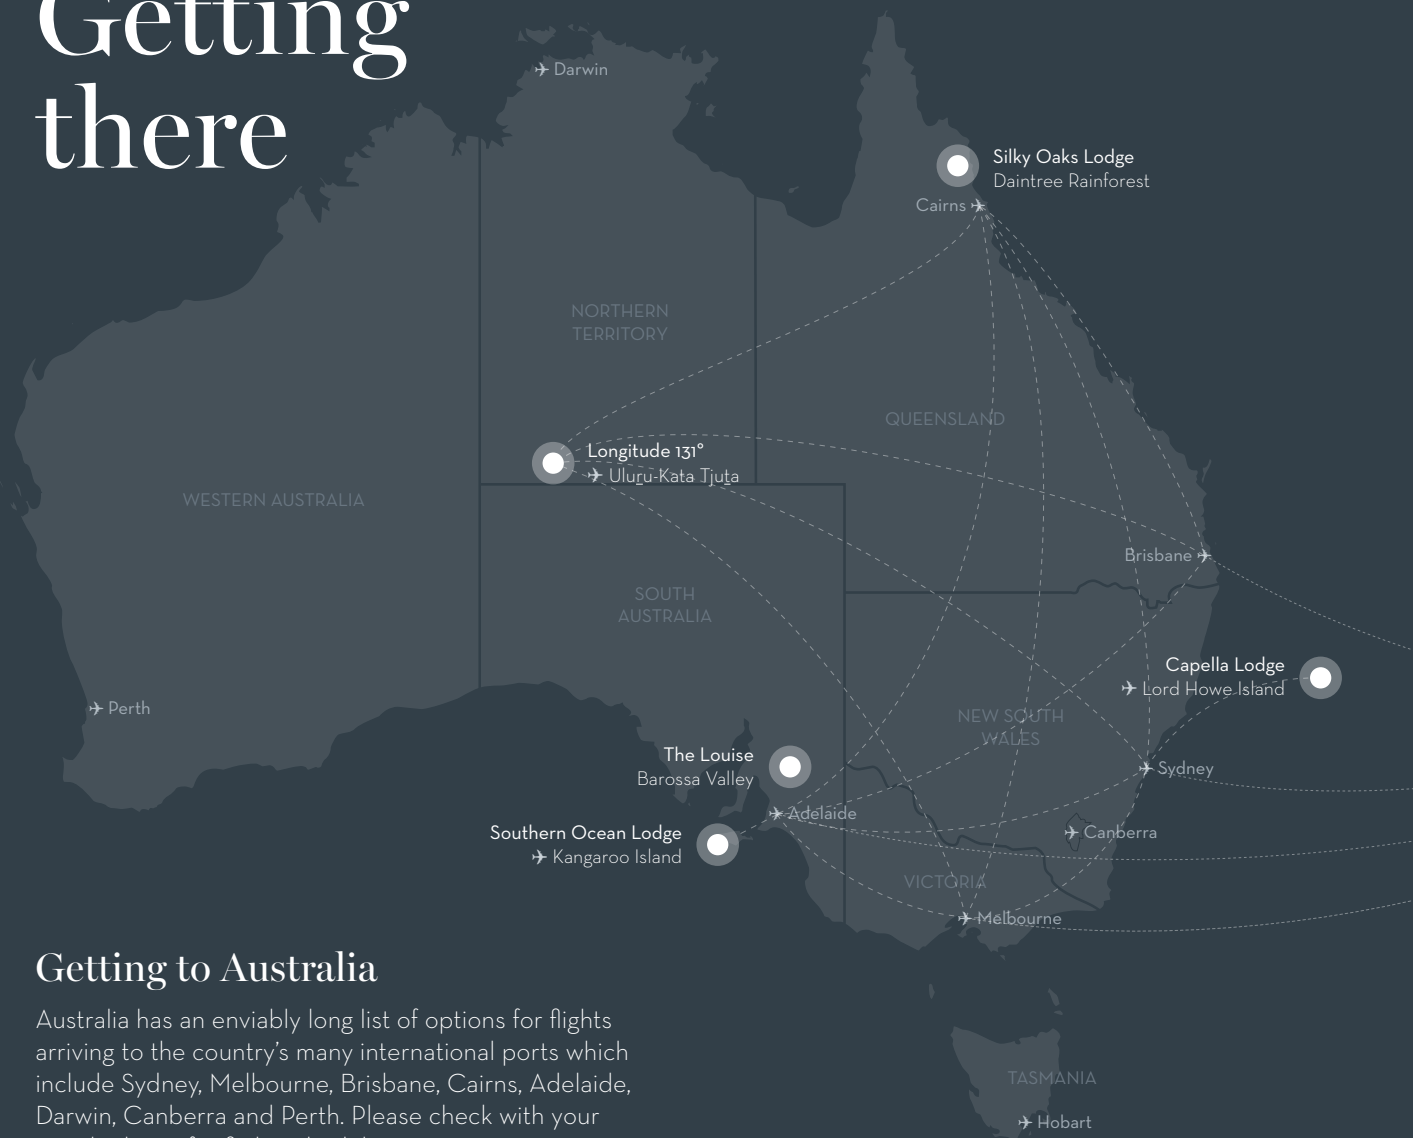 Getting
there
Darwin
Silky Oaks Lodge
Daintree Rainforest
Cairns
NORTHERN
TERRITORY
QUEENSLAND
Longitude 131°
Uluru-Kata Tjuta
WESTERN AUSTRALIA
Brisbane
SOUTH
AUSTRALIA
Capella Lodge
Lord Howe Island
Perth
NEW SOUTH
WALES
The Louise
Barossa Valley
Sydney
Adelaide
Southern Ocean Lodge
Kangaroo Island
Canberra
VICTORIA
Melbourne
Getting to Australia
Australia has an enviably long list of options for flights
arriving to the country's many international ports which
include Sydney, Melbourne, Brisbane, Cairns, Adelaide,
Darwin, Canberra and Perth. Please check with your
TASMANIA
Hobart